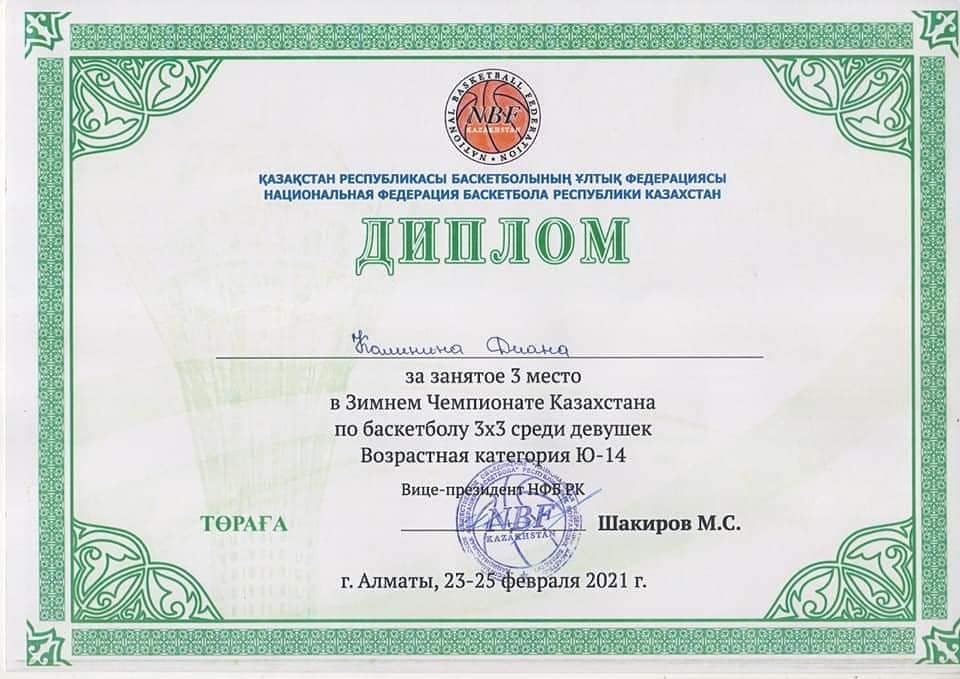 NATIONAL BASKETBALL FEDERATION
NBF
KAZAKHSTAN
ҚАЗАҚСТАН РЕСПУБЛИКАСЫ БАСКЕТБОЛЫНЫҢ ҰЛТЫҚ ФЕДЕРАЦИЯСЫ
НАЦИОНАЛЬНАЯ ФЕДЕРАЦИЯ БАСКЕТБОЛА РЕСПУБЛИКИ КАЗАХСТАН
ДИПЛОМ
Калинина Диана
за занятое 3 место
в Зимнем Чемпионате Казахстана
по баскетболу 3х3 среди девушек
Возрастная категория Ю-14
Вице-президент НФБ РК
ТӨРАҒА
NBF
KAZAKHSTAN
Шакиров М.С.
г. Алматы, 23-25 февраля 2021 г.